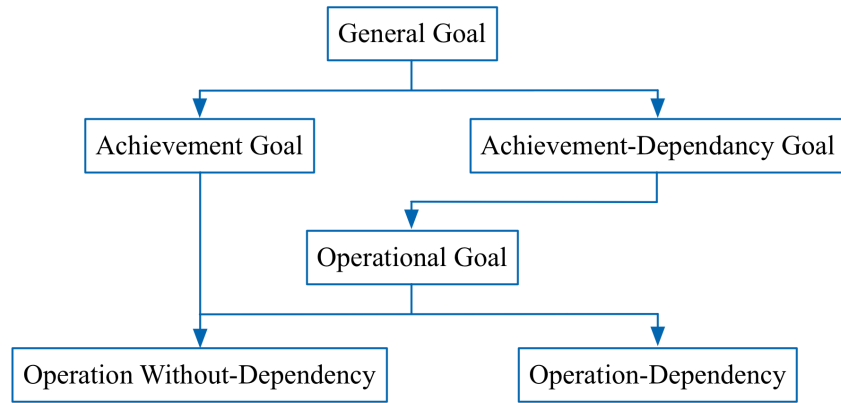 General Goal
Achievement Goal
Achievement-Dependancy Goal
Operational Goal
Operation Without-Dependency
Operation-Dependency